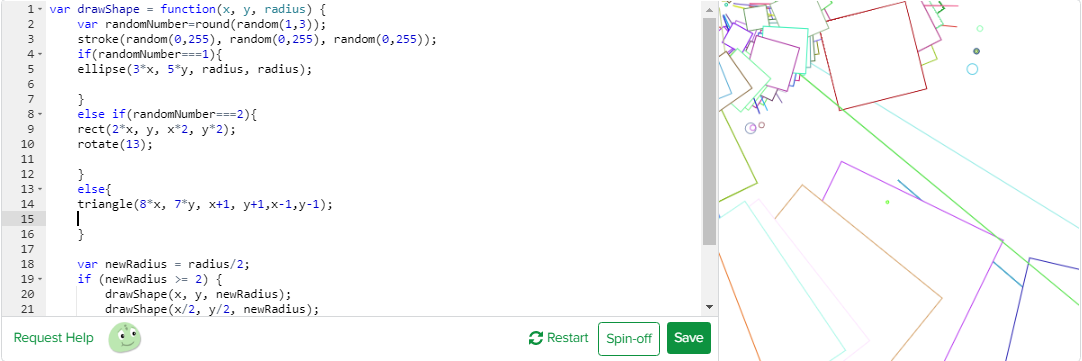 1 var drawShape = function(x, y, radius) {
2 var randomNumber=round(random(1,3));
3 stroke(random(0,255), random(0,255), random(0,255));
4 if(randomNumber===1){
5 ellipse(3*x, 5*y, radius, radius);
6
7 }
8 else if(randomNumber===2){
9 rect(2*x, y, x*2, y*2);
10 rotate(13);
11
12 }
13 else{
14 triangle(8*x, 7*y, x+1, y+1,x-1,y-1);
15
16 }
17
18 var newRadius = radius/2;
19 if (newRadius >= 2) {
20 drawShape(x, y, newRadius);
21 drawShape(x/2, y/2, newRadius);
Request Help
Restart
Spin-off
Save